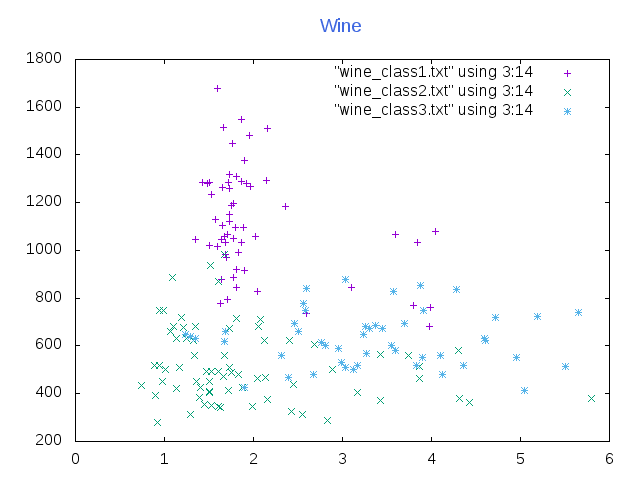 Wine
1800
1600
1400
1200
1000
800
600
400
200
"wine_class1.txt" using 3:14
"wine_class2.txt" using 3:14
"wine_class3.txt" using 3:14
0 1 2 3 4 5 6